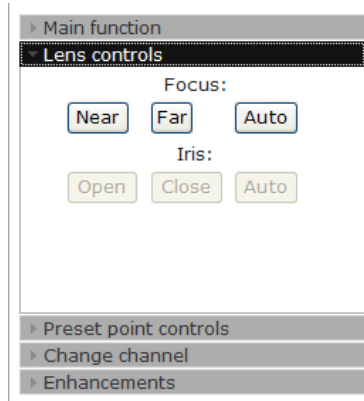 Main function
Lens controls
Focus:
Near Far Auto
Iris:
Open Close Auto
Preset point controls
Change channel
Enhancements